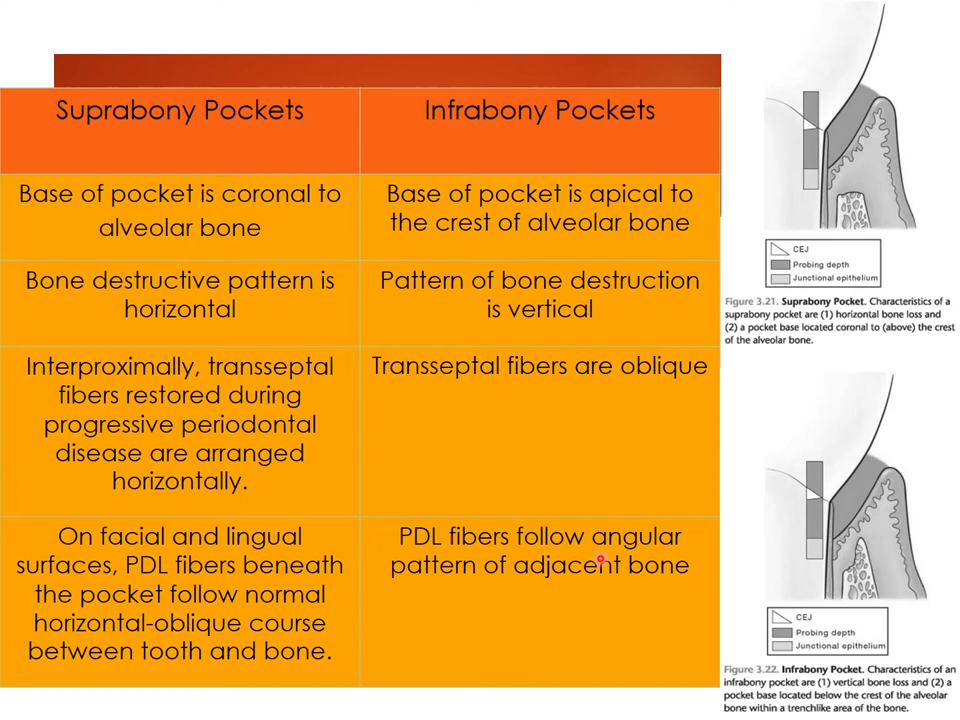 Suprabony Pockets
Infrabony Pockets
Base of pocket is coronal to
alveolar bone
Base of pocket is apical to
the crest of alveolar bone
Bone destructive pattern is
horizontal
Pattern of bone destruction
is vertical
Interproximally, transseptal
fibers restored during
progressive periodontal
disease are arranged
horizontally.
Transseptal fibers are oblique
On facial and lingual
surfaces, PDL fibers beneath
the pocket follow normal
horizontal-oblique course
between tooth and bone.
PDL fibers follow angular
pattern of adjacent bone
CEJ
Probing depth
Junctional epithelium
Figure 3.21. Suprabony Pocket. Characteristics of a
suprabony pocket are (1) horizontal bone loss and
(2) a pocket base located coronal to (above) the crest
of the alveolar bone.
CEJ
Probing depth
Junctional epithelium
Figure 3.22. Infrabony Pocket. Characteristics of an
infrabony pocket are (1) vertical bone loss and (2) a
pocket base located below the crest of the alveolar
bone within a trenchlike area of the bone.